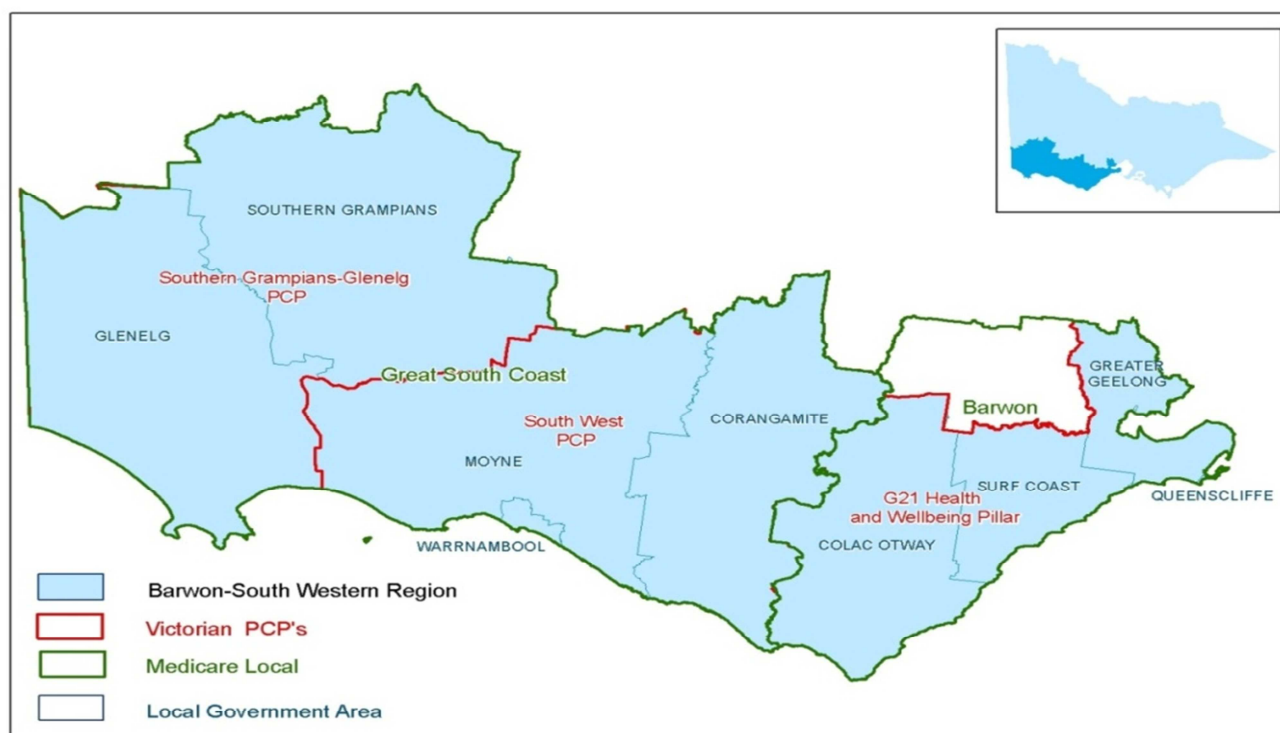 SOUTHERN GRAMPIANS
Southern Grampians-Glenelg
PCP
GLENELG
Great South Coast
South West
PCP
MOYNE
WARRNAMBOOL
CORANGAMITE
GREATER
GEELONG
Barwon
SURF COAST
G21 Health
and Wellbeing Pillar
QUEENSCLIFFE
COLAC OTWAY
Barwon-South Western Region
Victorian PCP's
Medicare Local
Local Government Area